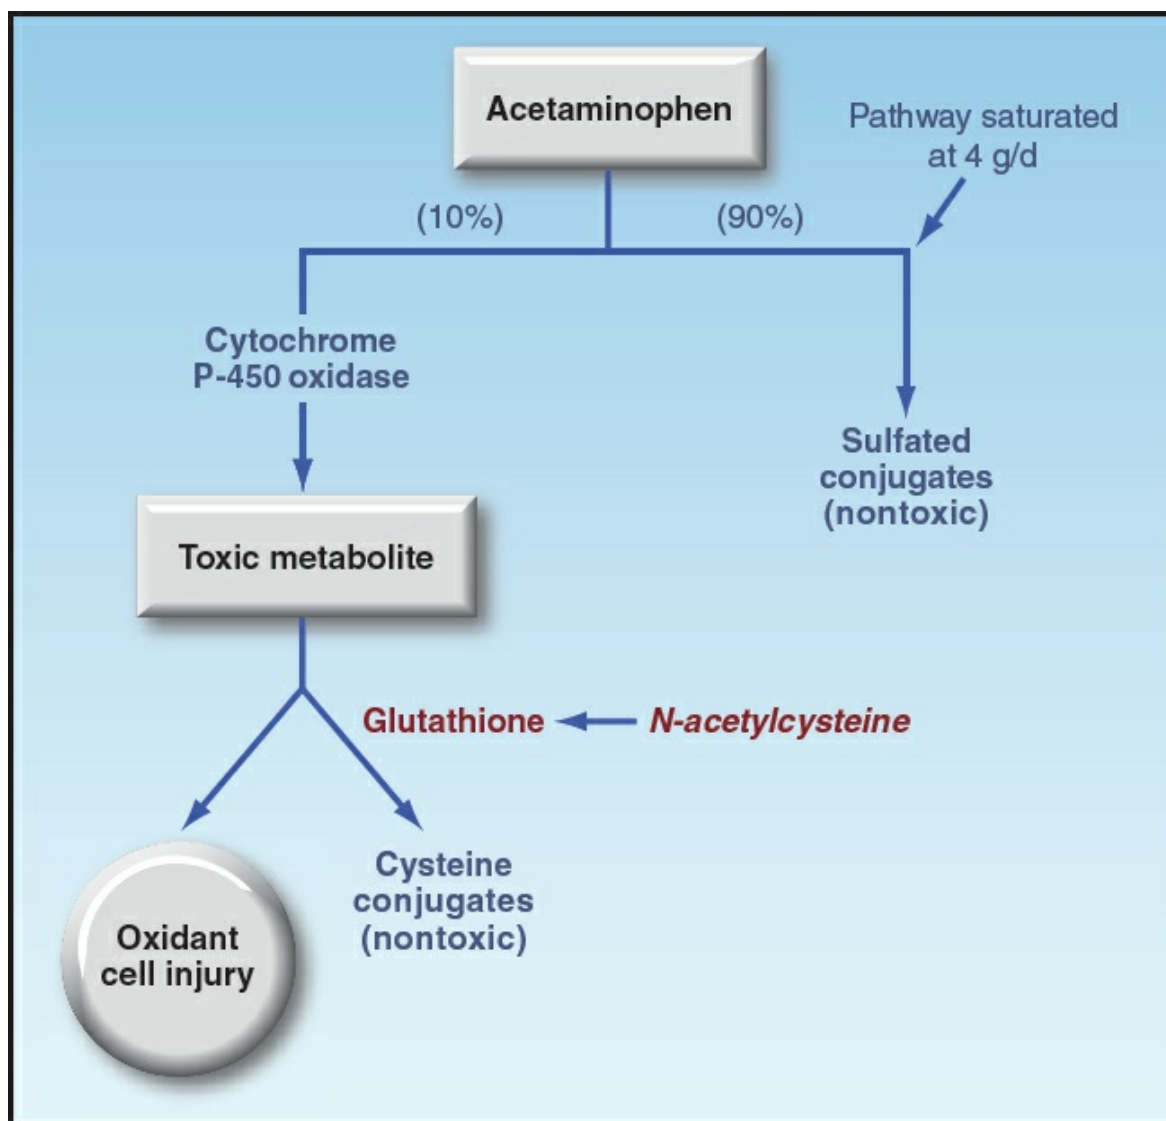 Acetaminophen
Pathway saturated
at 4 g/d
(10%)
(90%)
Cytochrome
P-450 oxidase
Sulfated
conjugates
(nontoxic)
Toxic metabolite
Glutathione
N-acetylcysteine
Cysteine
conjugates
(nontoxic)
Oxidant
cell injury